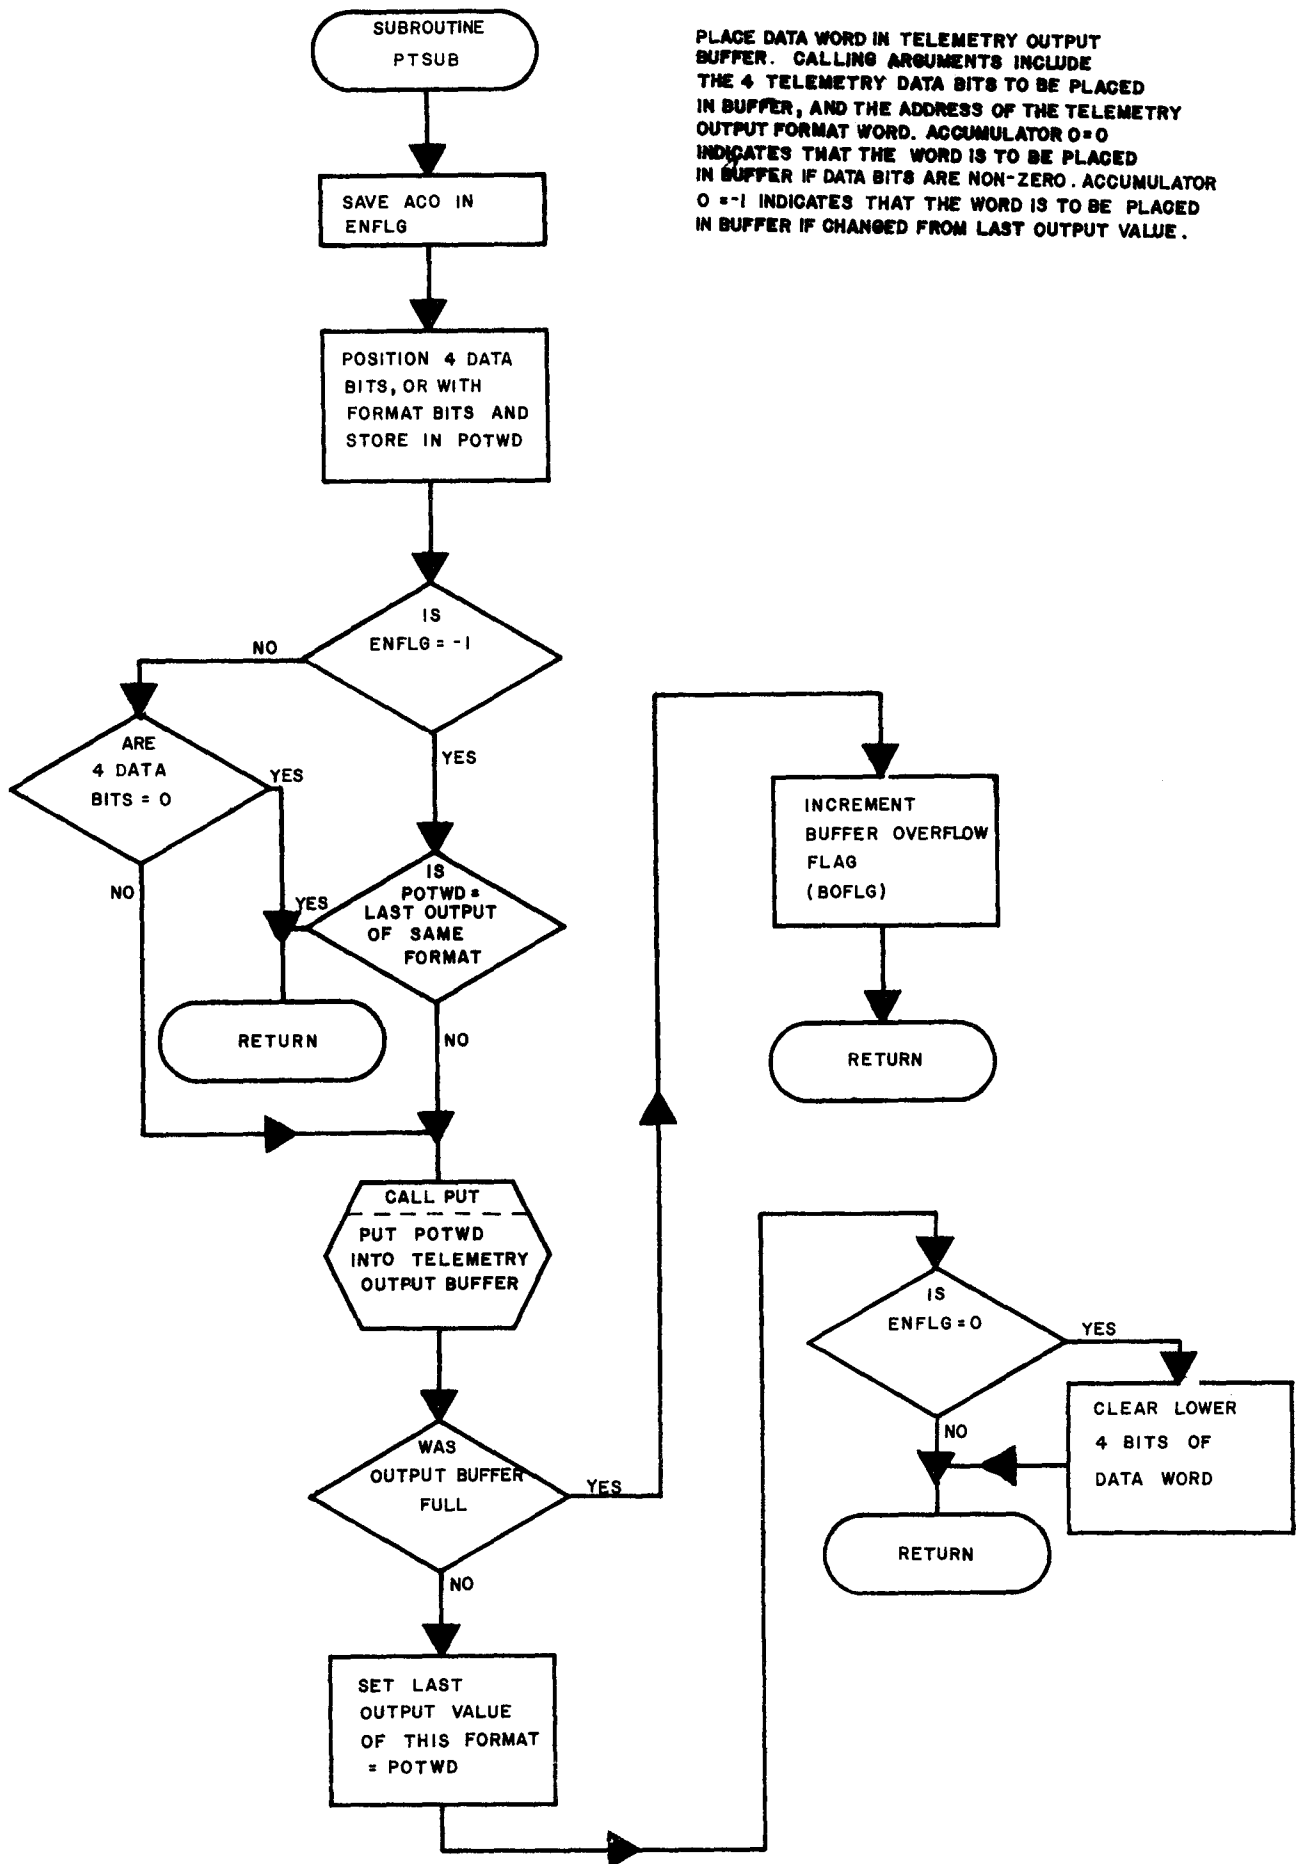 SUBROUTINE
PTSUB
PLACE DATA WORD IN TELEMETRY OUTPUT
BUFFER. CALLING ARGUMENTS INCLUDE
THE 4 TELEMETRY DATA BITS TO BE PLACED
IN BUFFER, AND THE ADDRESS OF THE TELEMETRY
OUTPUT FORMAT WORD. ACCUMULATOR 0=0
INDICATES THAT THE WORD IS TO BE PLACED
IN BUFFER IF DATA BITS ARE NON-ZERO. ACCUMULATOR
0 =-1 INDICATES THAT THE WORD IS TO BE PLACED
IN BUFFER IF CHANGED FROM LAST OUTPUT VALUE.
SAVE ACO IN
ENFLG
POSITION 4 DATA
BITS, OR WITH
FORMAT BITS AND
STORE IN POTWD
IS
ENFLG = -1
NO
YES
ARE
4 DATA
BITS = 0
YES
NO
IS
POTWD =
LAST OUTPUT
OF SAME
FORMAT
YES
NO
RETURN
CALL PUT
PUT POTWD
INTO TELEMETRY
OUTPUT BUFFER
WAS
OUTPUT BUFFER
FULL
YES
NO
INCREMENT
BUFFER OVERFLOW
FLAG
(BOFLG)
RETURN
SET LAST
OUTPUT VALUE
OF THIS FORMAT
= POTWD
IS
ENFLG = 0
YES
NO
CLEAR LOWER
4 BITS OF
DATA WORD
RETURN